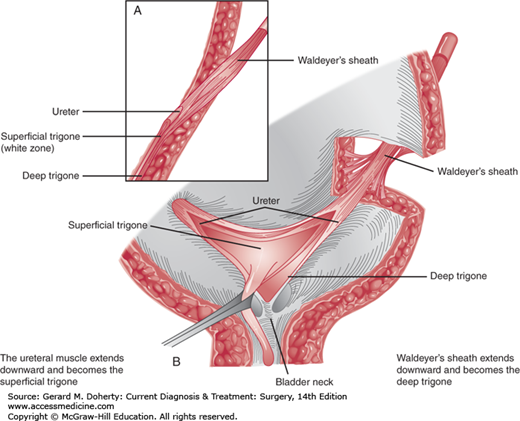 A
Waldeyer's sheath
Ureter
Superficial trigone
(white zone)
Deep trigone
Waldeyer's sheath
Ureter
Superficial trigone
Deep trigone
B
Bladder neck
The ureteral muscle extends
downward and becomes the
superficial trigone
Waldeyer's sheath extends
downward and becomes the
deep trigone
Source: Gerard M. Doherty: Current Diagnosis & Treatment: Surgery, 14th Edition
www.accessmedicine.com
Copyright © McGraw-Hill Education. All rights reserved.